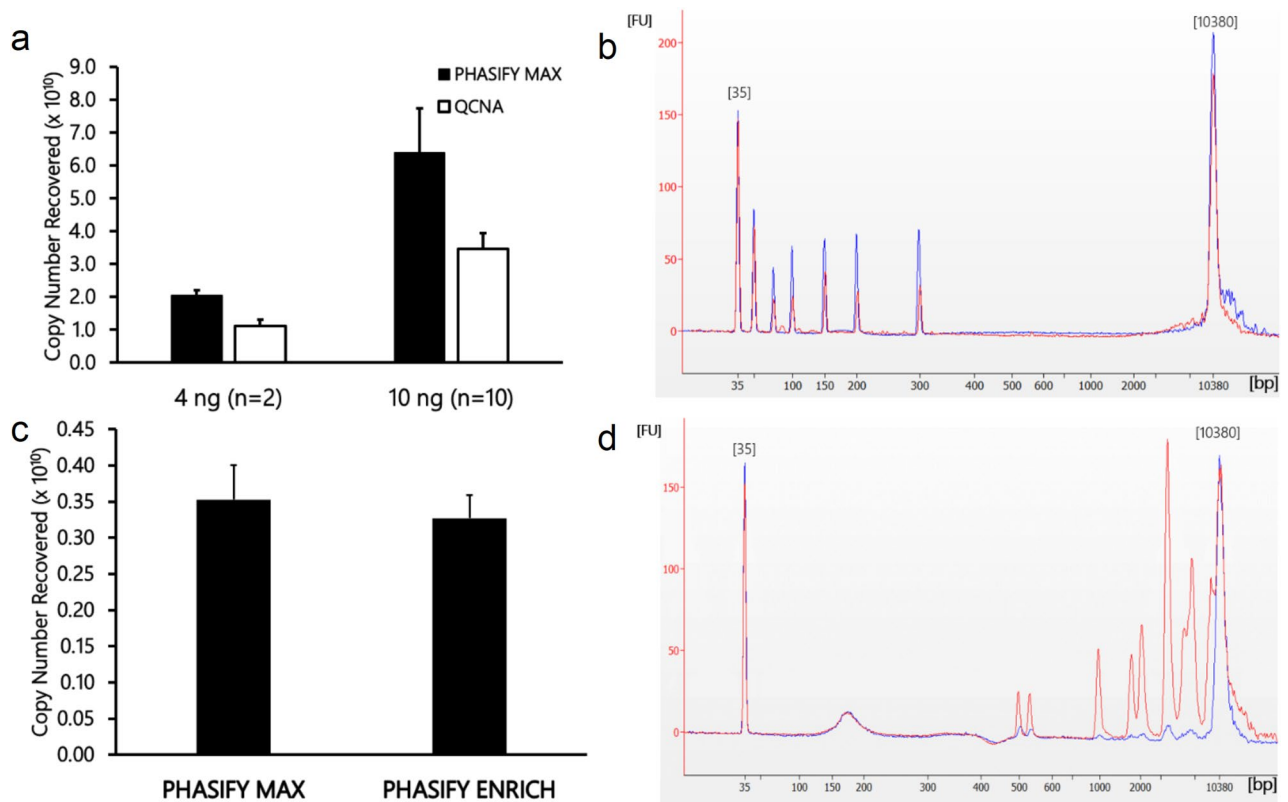 a
Copy Number Recovered (x 10¹⁰)
9.0
8.0
7.0
6.0
5.0
4.0
3.0
2.0
1.0
0.0
PHASIFY MAX
QCNA
4 ng (n=2) 10 ng (n=10)
b
[FU]
200
150
100
50
0
[35]
[10380]
35 100 150 200 300 400 500 600 1000 2000 10380 [bp]
c
Copy Number Recovered (x 10¹⁰)
0.45
0.40
0.35
0.30
0.25
0.20
0.15
0.10
0.05
0.00
PHASIFY MAX PHASIFY ENRICH
d
[FU]
150
100
50
0
[35]
[10380]
35 100 150 200 300 400 500 600 1000 2000 10380 [bp]